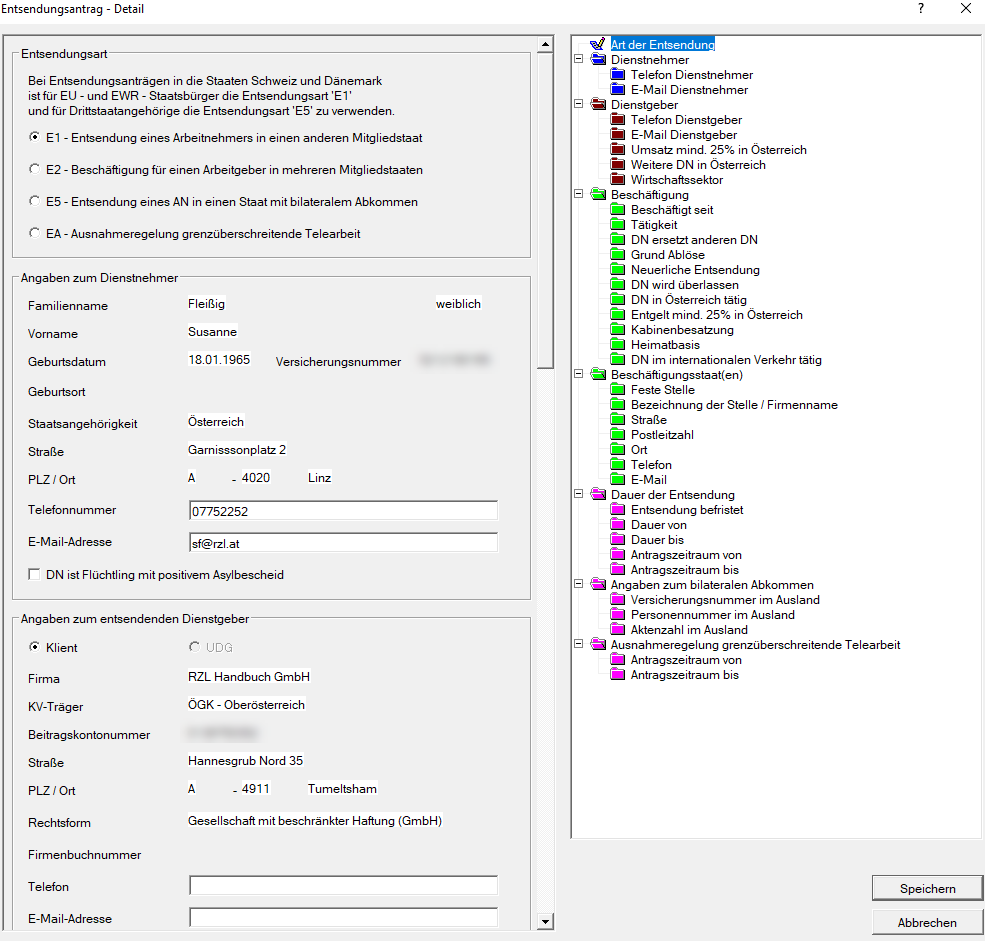 Entsendungsantrag - Detail
?
Entsendungsart
Bei Entsendungsanträgen in die Staaten Schweiz und Dänemark
ist für EU - und EWR - Staatsbürger die Entsendungsart 'E1'
und für Drittstaatangehörige die Entsendungsart 'E5' zu verwenden.
E1 - Entsendung eines Arbeitnehmers in einen anderen Mitgliedstaat
E2 - Beschäftigung für einen Arbeitgeber in mehreren Mitgliedstaaten
E5 - Entsendung eines AN in einen Staat mit bilateralem Abkommen
EA - Ausnahmeregelung grenzüberschreitende Telearbeit
Angaben zum Dienstnehmer
Familienname Fleißig weiblich
Vorname Susanne
Geburtsdatum 18.01.1965 Versicherungsnummer
Geburtsort
Staatsangehörigkeit Österreich
Straße Garnisssonplatz 2
PLZ / Ort A - 4020 Linz
Telefonnummer 07752252
E-Mail-Adresse sf@rzl.at
DN ist Flüchtling mit positivem Asylbescheid
Angaben zum entsendenden Dienstgeber
Klient UDG
Firma RZL Handbuch GmbH
KV-Träger ÖGK - Oberösterreich
Beitragskontonummer
Straße Hannesgrub Nord 35
PLZ / Ort A - 4911 Tumeltsham
Rechtsform Gesellschaft mit beschränkter Haftung (GmbH)
Firmenbuchnummer
Telefon
E-Mail-Adresse
Art der Entsendung
Dienstnehmer
Telefon Dienstnehmer
E-Mail Dienstnehmer
Dienstgeber
Telefon Dienstgeber
E-Mail Dienstgeber
Umsatz mind. 25% in Österreich
Weitere DN in Österreich
Wirtschaftssektor
Beschäftigung
Beschäftigt seit
Tätigkeit
DN ersetzt anderen DN
Grund Ablöse
Neuerliche Entsendung
DN wird überlassen
DN in Österreich tätig
Entgelt mind. 25% in Österreich
Kabinenbesatzung
Heimatbasis
DN im internationalen Verkehr tätig
Beschäftigungsstaat(en)
Feste Stelle
Bezeichnung der Stelle / Firmenname
Straße
Postleitzahl
Ort
Telefon
E-Mail
Dauer der Entsendung
Entsendung befristet
Dauer von
Dauer bis
Antragszeitraum von
Antragszeitraum bis
Angaben zum bilateralen Abkommen
Versicherungsnummer im Ausland
Personennummer im Ausland
Aktenzahl im Ausland
Ausnahmeregelung grenzüberschreitende Telearbeit
Antragszeitraum von
Antragszeitraum bis
Speichern
Abbrechen